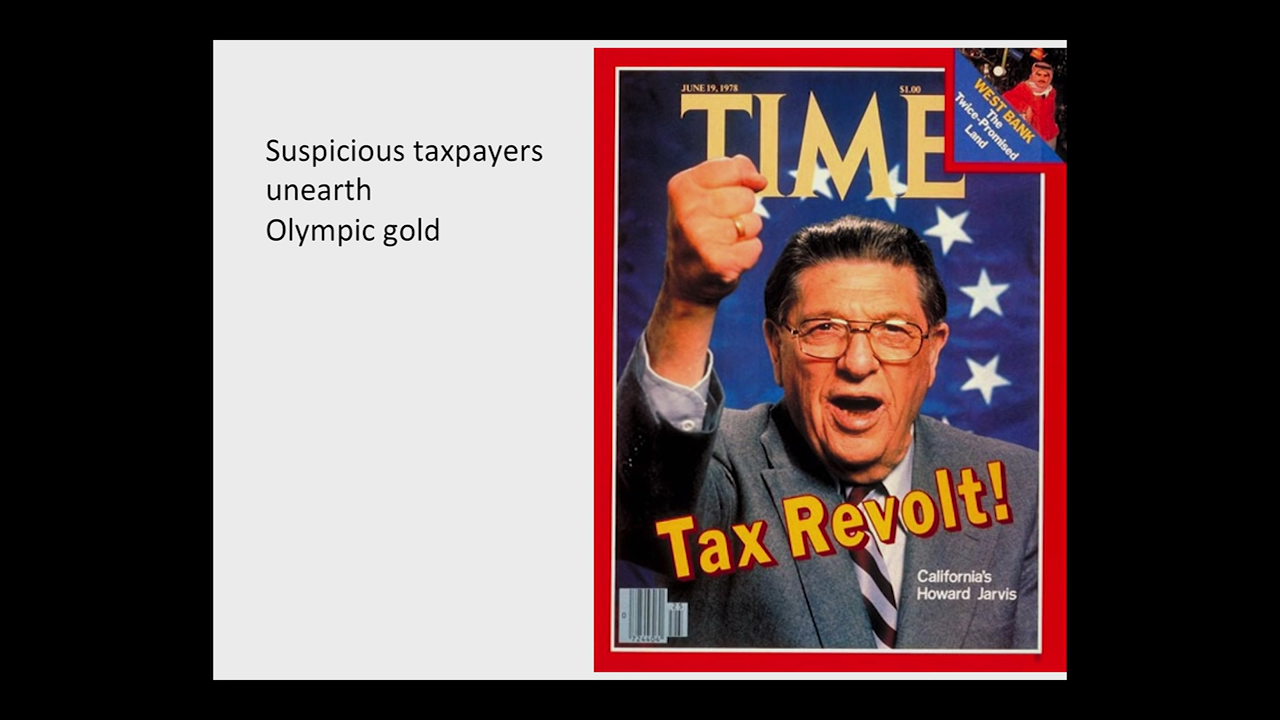 Suspicious taxpayers
unearth
Olympic gold
JUNE 19, 1978
$1.00
TIME
WEST BANK
The
Twice-Promised
Land
Tax Revolt!
California's
Howard Jarvis